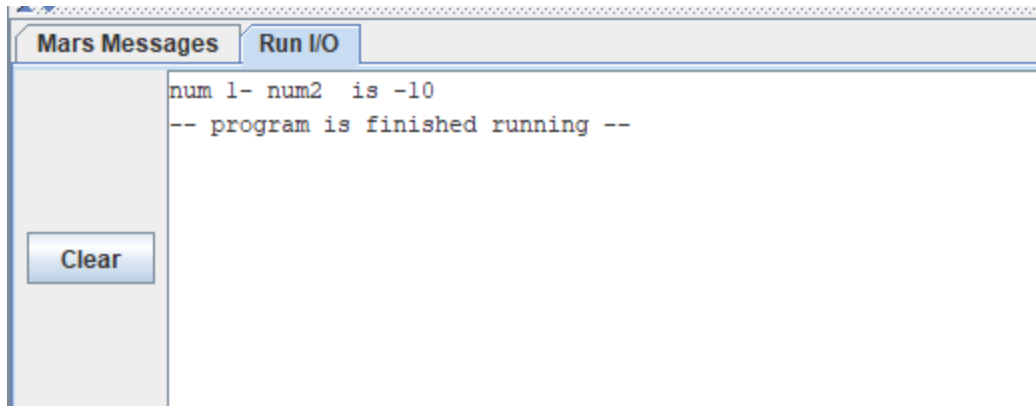 Mars Messages Run I/O
num 1- num2  is -10
-- program is finished running --
Clear